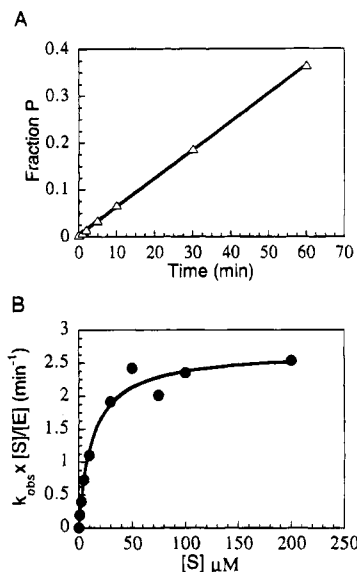 A
Fraction P
0.4
0.3
0.2
0.1
0
0 10 20 30 40 50 60 70
Time (min)
B
k_obs x [S]/[E] (min⁻¹)
3
2.5
2
1.5
1
0.5
0
0 50 100 150 200 250
[S] µM